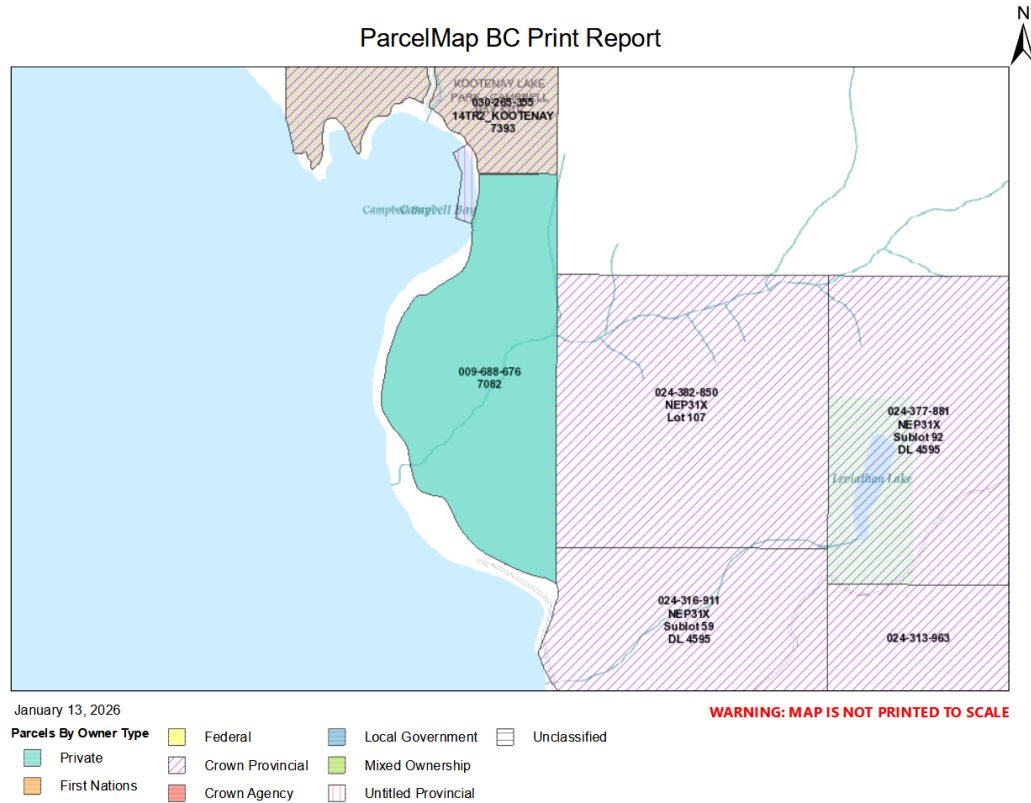 N
ParcelMap BC Print Report
KOOTENAY LAKE
PARK - CAMPBELL
030-265-355
14TR2_KOOTENAY
7393
Campbell Bay
009-688-676
7082
024-382-850
NEP31X
Lot 107
024-377-881
NEP31X
Sublot 92
DL 4595
Leviathan Lake
024-316-911
NEP31X
Sublot 59
DL 4595
024-313-963
January 13, 2026
WARNING: MAP IS NOT PRINTED TO SCALE
Parcels By Owner Type
Private
First Nations
Federal
Crown Provincial
Crown Agency
Local Government
Mixed Ownership
Untitled Provincial
Unclassified